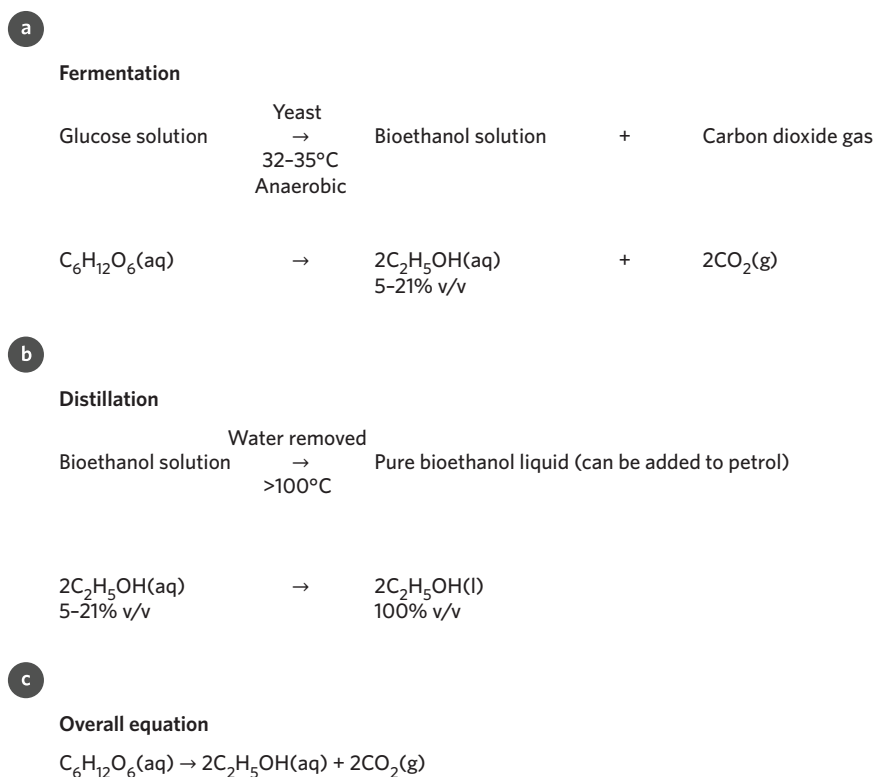 a
Fermentation
Yeast
Glucose solution → Bioethanol solution + Carbon dioxide gas
32–35°C
Anaerobic
C₆H₁₂O₆(aq) → 2C₂H₅OH(aq) + 2CO₂(g)
5–21% v/v
b
Distillation
Water removed
Bioethanol solution → Pure bioethanol liquid (can be added to petrol)
>100°C
2C₂H₅OH(aq) → 2C₂H₅OH(l)
5–21% v/v 100% v/v
c
Overall equation
C₆H₁₂O₆(aq) → 2C₂H₅OH(aq) + 2CO₂(g)